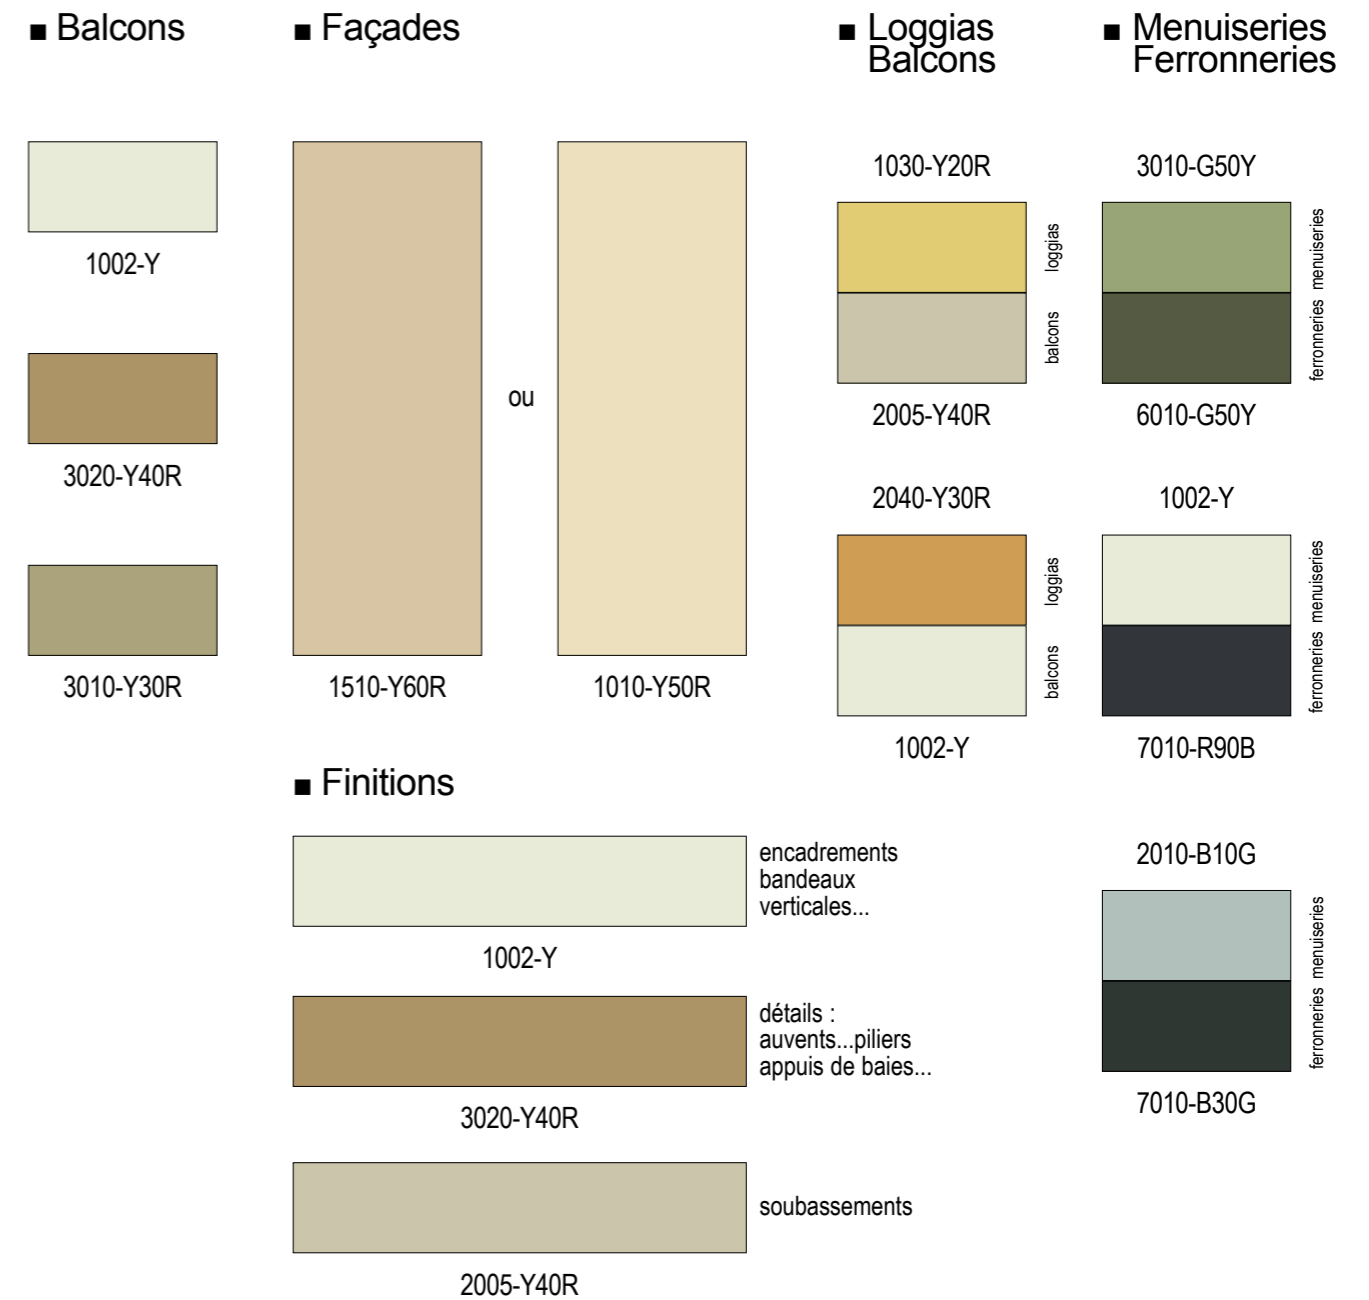 ■ Balcons
■ Façades
■ Loggias
Balcons
■ Menuiseries
Ferronneries
1002-Y
3020-Y40R
3010-Y30R
1510-Y60R
ou
1010-Y50R
1030-Y20R
loggias
balcons
2005-Y40R
2040-Y30R
loggias
balcons
1002-Y
3010-G50Y
menuiseries
ferronneries
6010-G50Y
1002-Y
menuiseries
ferronneries
7010-R90B
2010-B10G
menuiseries
ferronneries
7010-B30G
■ Finitions
encadrements
bandeaux
verticales...
1002-Y
détails :
auvents...piliers
appuis de baies...
3020-Y40R
soubassements
2005-Y40R